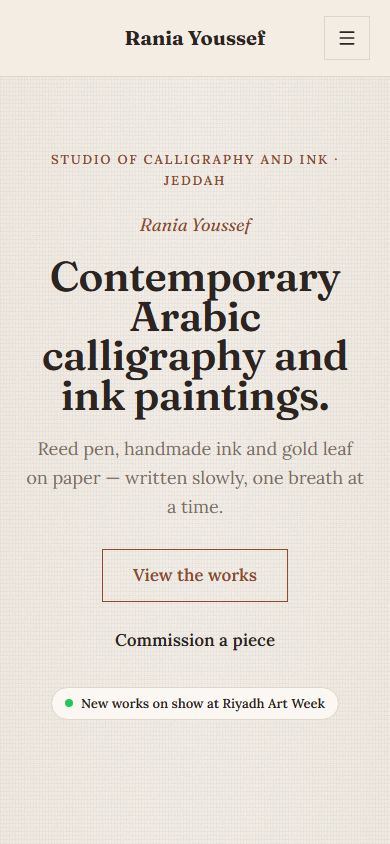 Rania Youssef
STUDIO OF CALLIGRAPHY AND INK ·
JEDDAH
Rania Youssef
Contemporary
Arabic
calligraphy and
ink paintings.
Reed pen, handmade ink and gold leaf
on paper — written slowly, one breath at
a time.
View the works
Commission a piece
New works on show at Riyadh Art Week